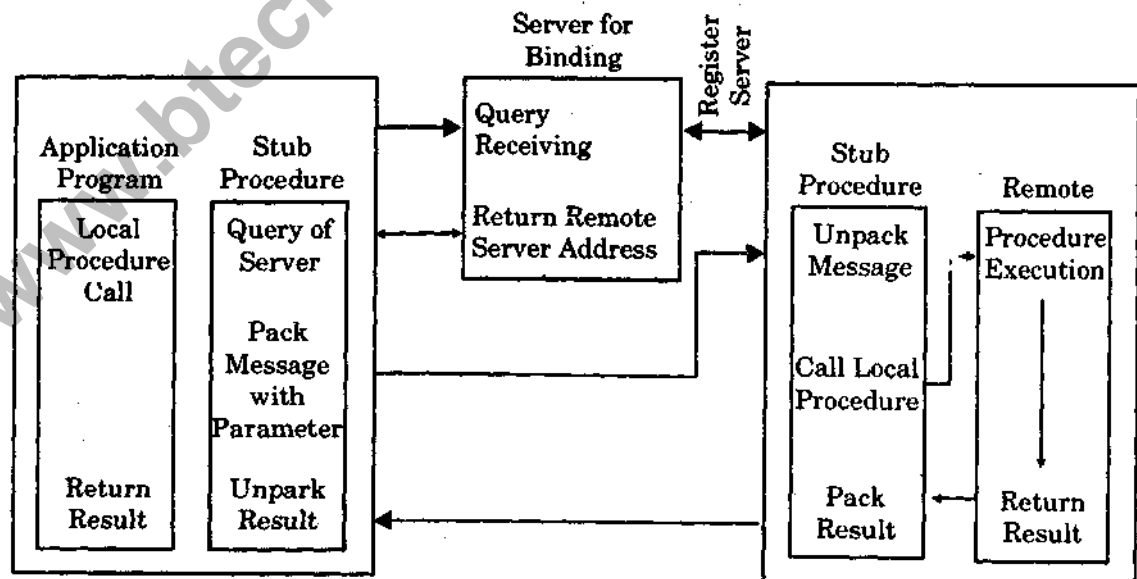 www.btec
Server for
Binding
Register
Server
Query
Receiving
Return Remote
Server Address
Application
Program
Local
Procedure
Call
Return
Result
Stub
Procedure
Query of
Server
Pack
Message
with
Parameter
Unpark
Result
Stub
Procedure
Unpack
Message
Call Local
Procedure
Pack
Result
Remote
Procedure
Execution
Return
Result